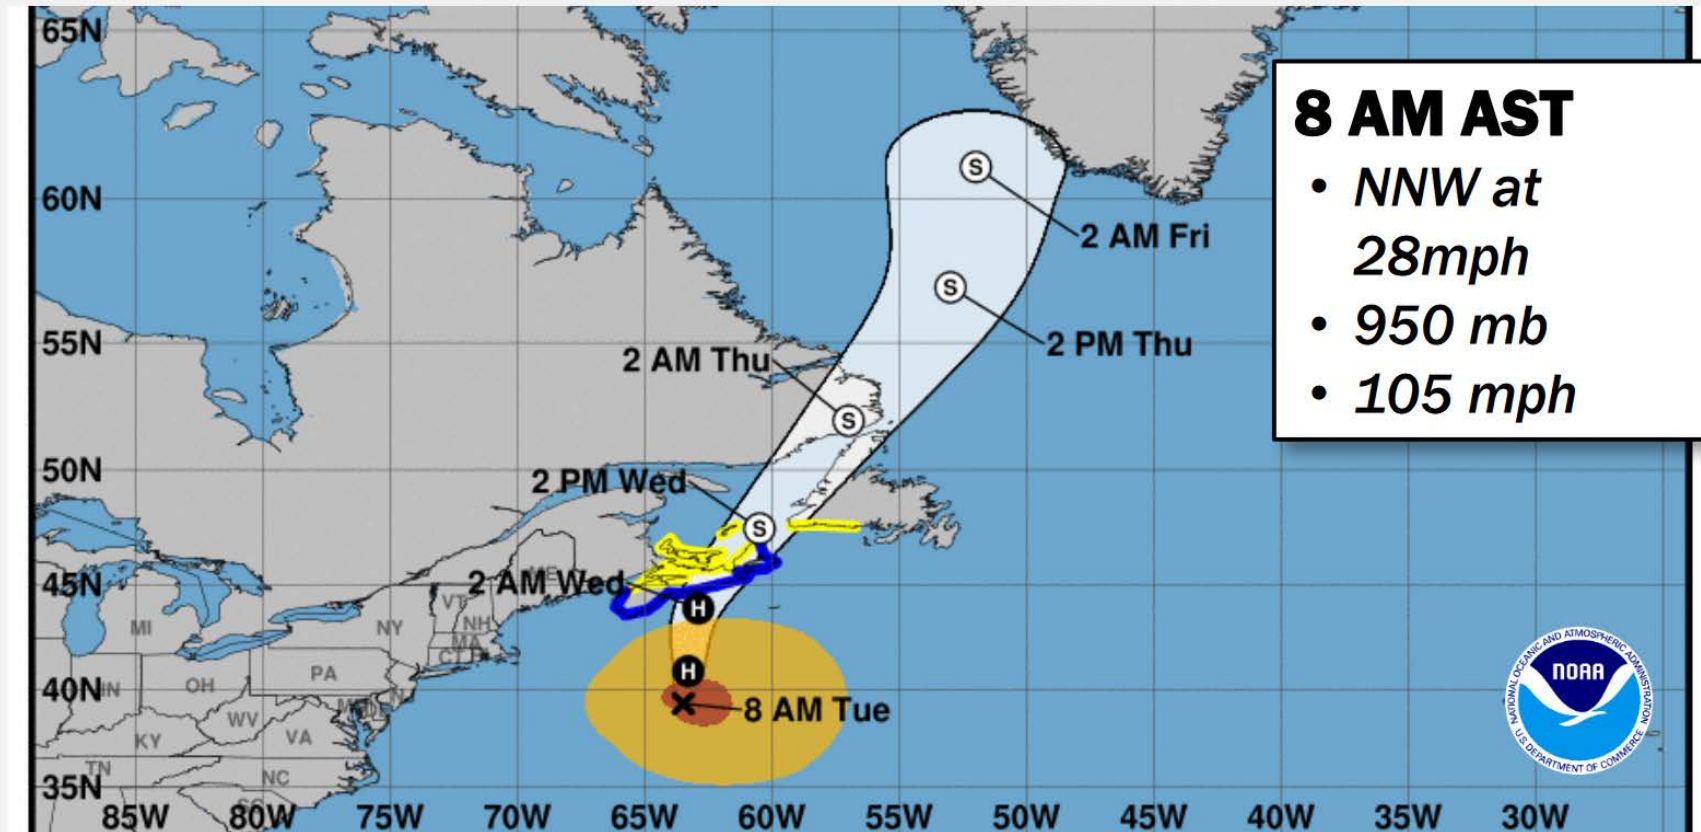 65N
60N
55N
50N
45N
40N
35N
85W
80W
75W
70W
65W
60W
55W
50W
45W
40W
35W
30W
2 AM Fri
2 PM Thu
2 AM Thu
2 PM Wed
2 AM Wed
8 AM Tue
S
S
S
S
H
H
ME
VT
NH
MA
CT
MI
NY
PA
IN
OH
WV
VA
KY
TN
NC
SC
8 AM AST
• NNW at
28mph
• 950 mb
• 105 mph
NATIONAL OCEANIC AND ATMOSPHERIC ADMINISTRATION
NOAA
U.S. DEPARTMENT OF COMMERCE